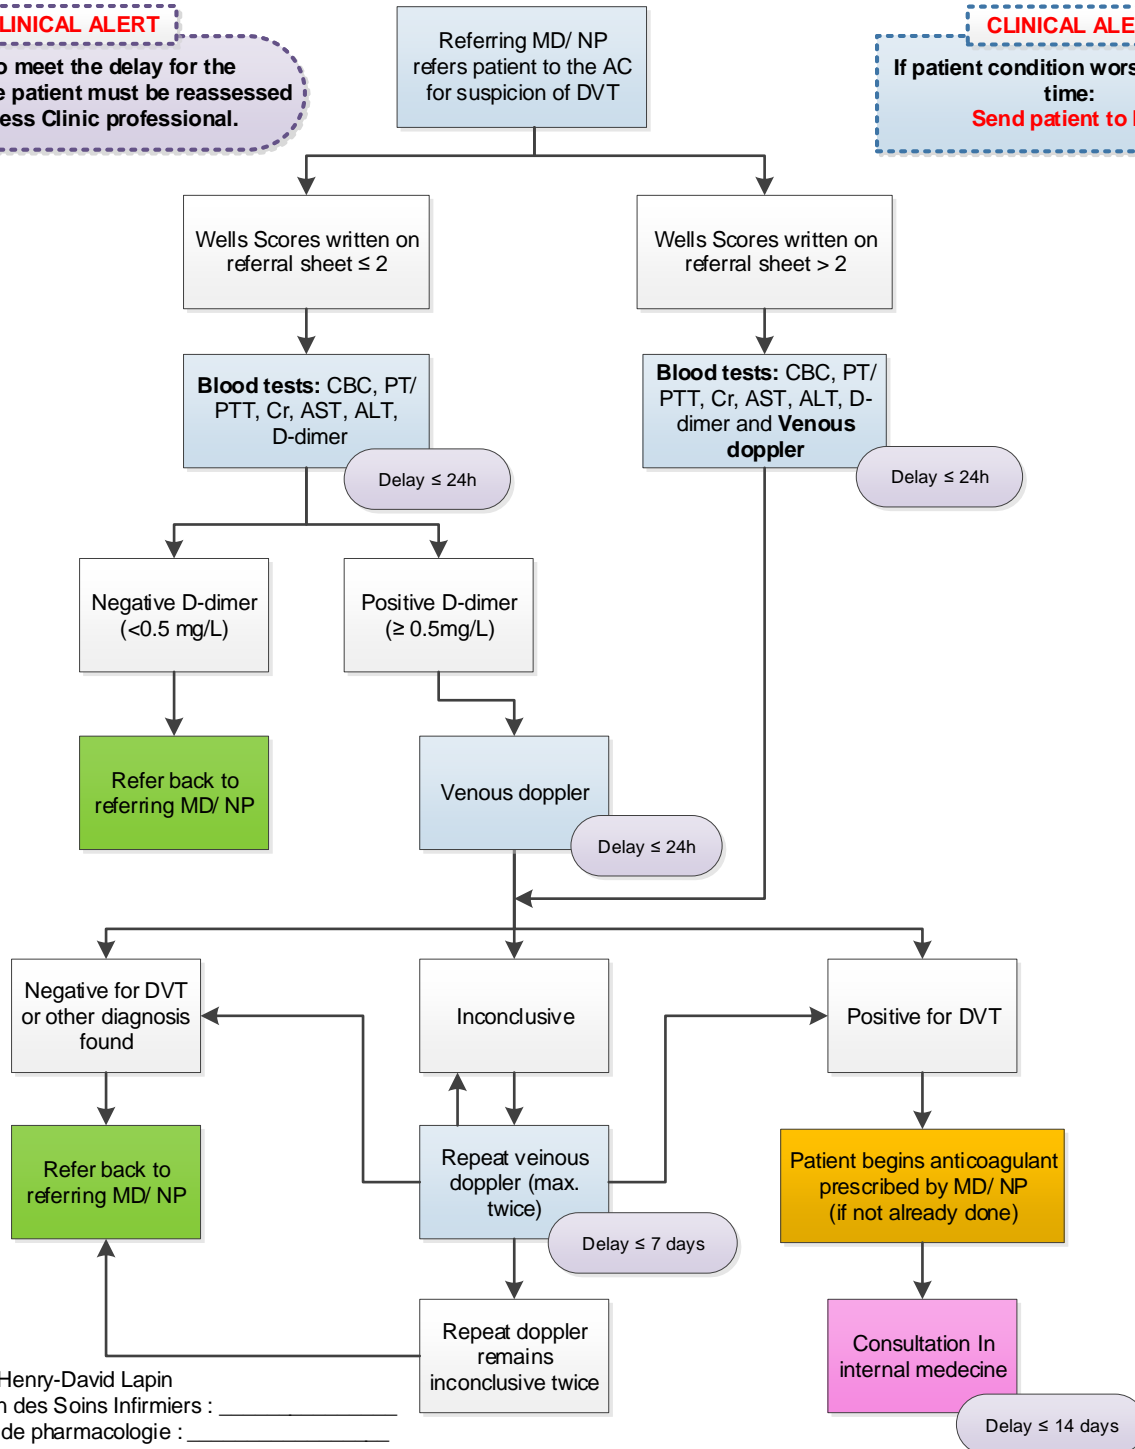 CLINICAL ALERT
o meet the delay for the
e patient must be reassessed
ess Clinic professional.
Referring MD/ NP
refers patient to the AC
for suspicion of DVT
CLINICAL ALE
If patient condition wors
time:
Send patient to
Wells Scores written on
referral sheet ≤ 2
Wells Scores written on
referral sheet > 2
Blood tests: CBC, PT/
PTT, Cr, AST, ALT,
D-dimer
Delay ≤ 24h
Blood tests: CBC, PT/
PTT, Cr, AST, ALT, D-
dimer and Venous
doppler
Delay ≤ 24h
Negative D-dimer
(<0.5 mg/L)
Positive D-dimer
(≥ 0.5mg/L)
Refer back to
referring MD/ NP
Venous doppler
Delay ≤ 24h
Negative for DVT
or other diagnosis
found
Inconclusive
Positive for DVT
Refer back to
referring MD/ NP
Repeat veinous
doppler (max.
twice)
Delay ≤ 7 days
Patient begins anticoagulant
prescribed by MD/ NP
(if not already done)
Repeat doppler
remains
inconclusive twice
Consultation In
internal medecine
Delay ≤ 14 days
Henry-David Lapin
n des Soins Infirmiers : _______________
de pharmacologie : _________________